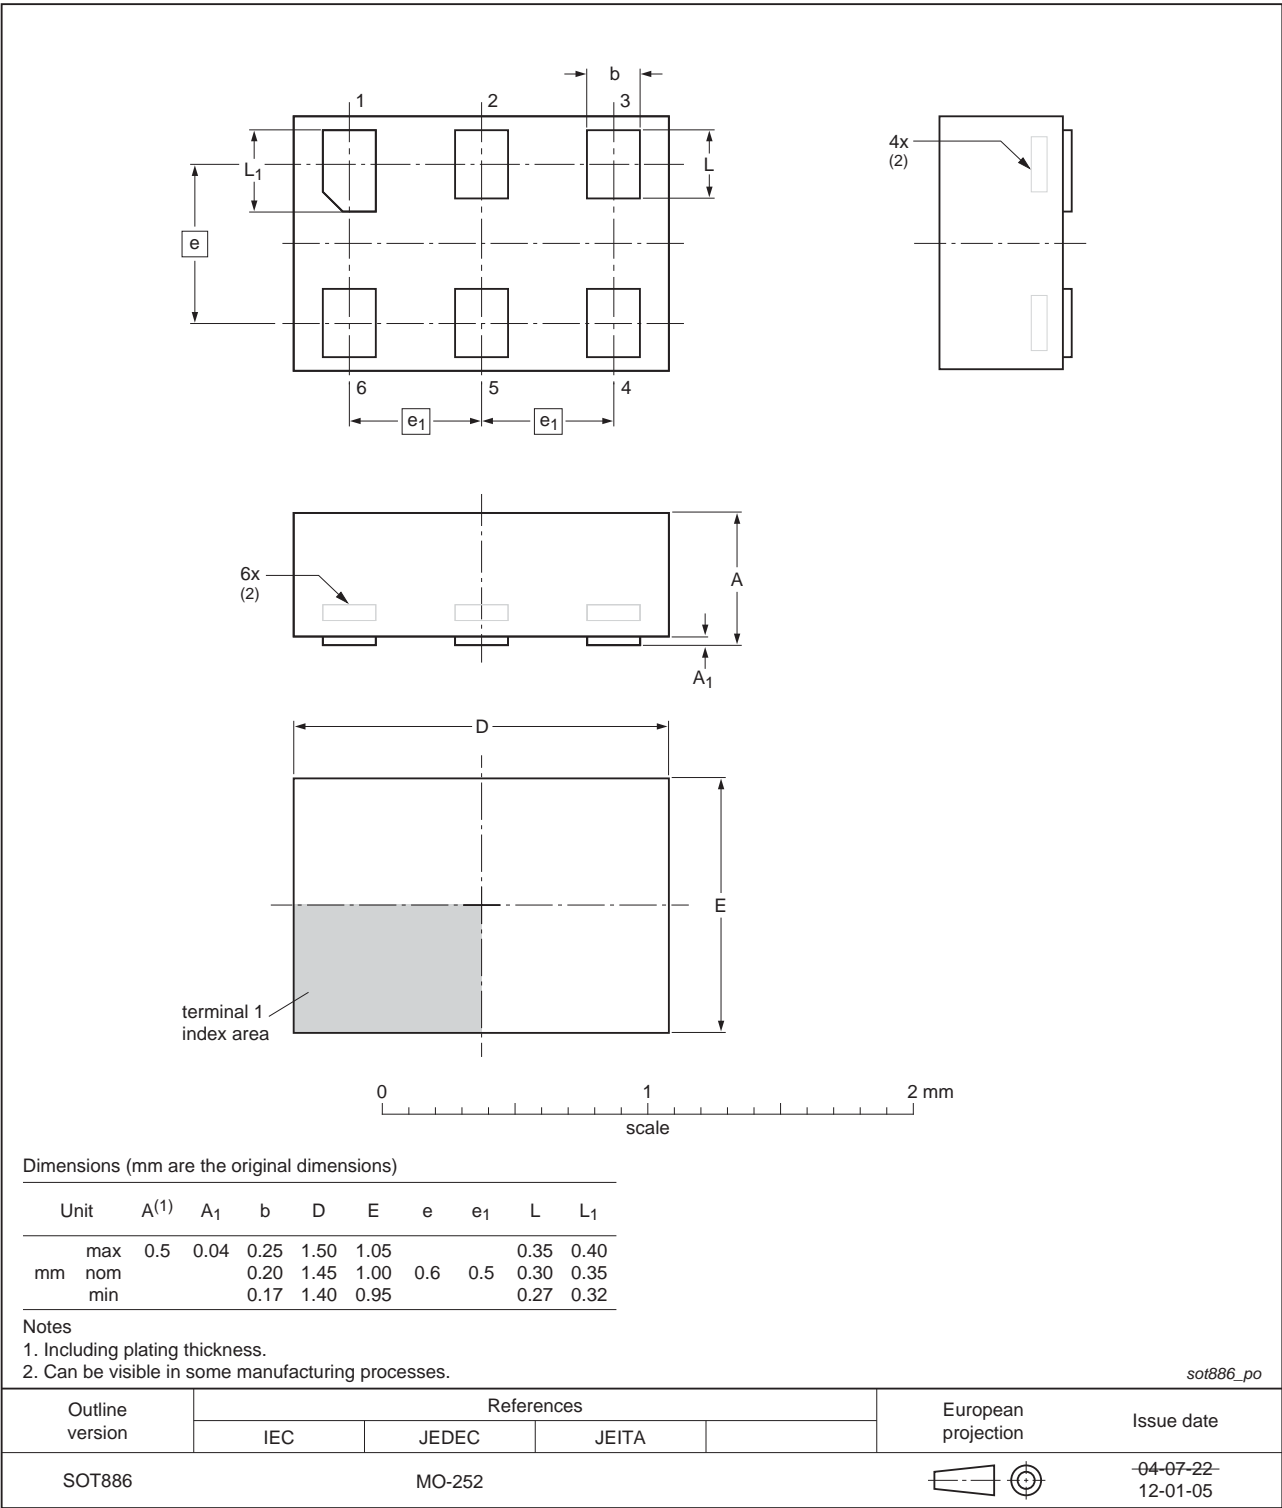 b
1 2 3
L1
L
4x
(2)
e
6 5 4
e1 e1
6x
(2)
A
A1
D
E
terminal 1
index area
0 1 2 mm
scale
Dimensions (mm are the original dimensions)
Unit A(1) A1 b D E e e1 L L1
max 0.5 0.04 0.25 1.50 1.05 0.35 0.40
mm nom 0.20 1.45 1.00 0.6 0.5 0.30 0.35
min 0.17 1.40 0.95 0.27 0.32
Notes
1. Including plating thickness.
2. Can be visible in some manufacturing processes.
sot886_po
Outline version
References
European projection
Issue date
IEC JEDEC JEITA
SOT886 MO-252
04-07-22
12-01-05